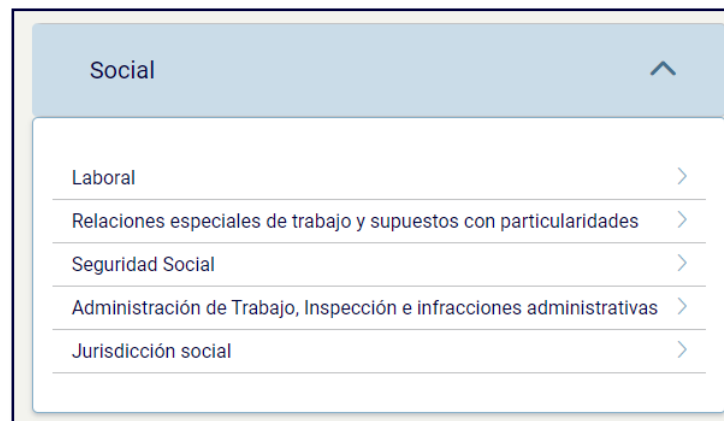 Social
Laboral
Relaciones especiales de trabajo y supuestos con particularidades
Seguridad Social
Administración de Trabajo, Inspección e infracciones administrativas
Jurisdicción social